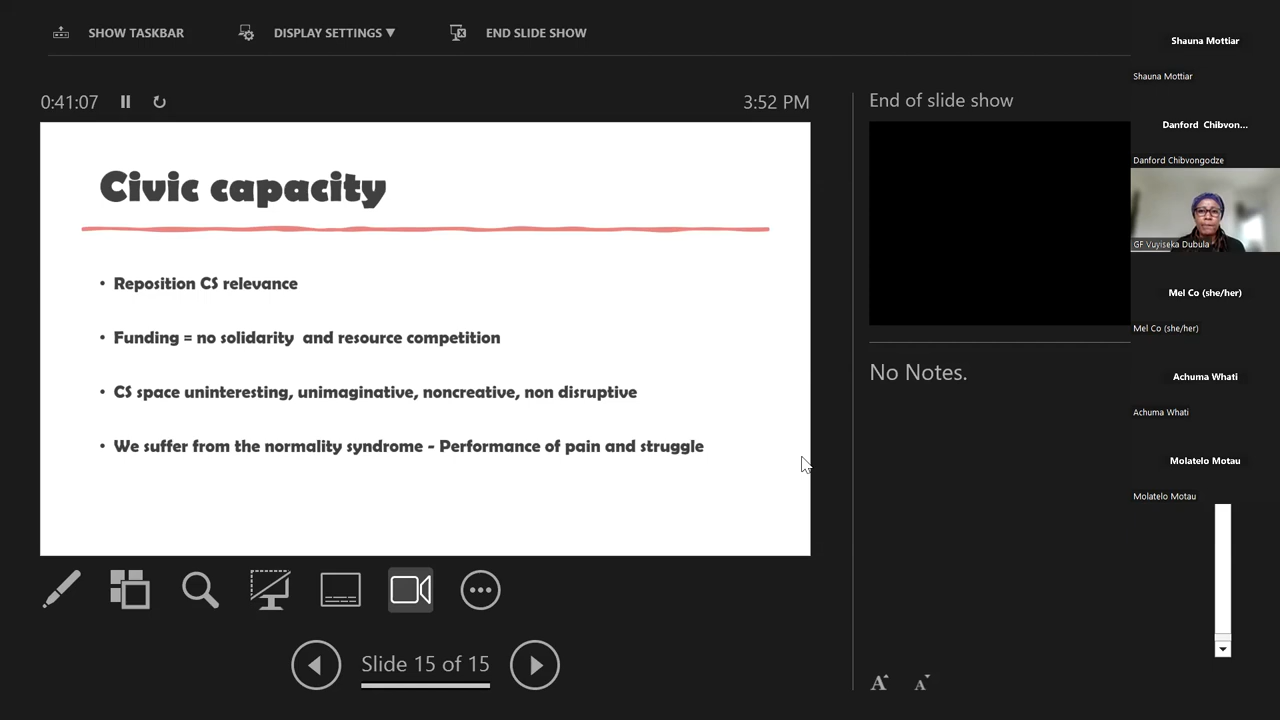 SHOW TASKBAR
DISPLAY SETTINGS ▼
END SLIDE SHOW
0:41:07
3:52 PM
Civic capacity
• Reposition CS relevance
• Funding = no solidarity and resource competition
• CS space uninteresting, unimaginative, noncreative, non disruptive
• We suffer from the normality syndrome - Performance of pain and struggle
Slide 15 of 15
End of slide show
No Notes.
A A
Shauna Mottiar
Shauna Mottiar
Danford Chibvon...
Danford Chibvongodze
GF Vuyiseka Dubula
Mel Co (she/her)
Mel Co (she/her)
Achuma Whati
Achuma Whati
Molatelo Motau
Molatelo Motau